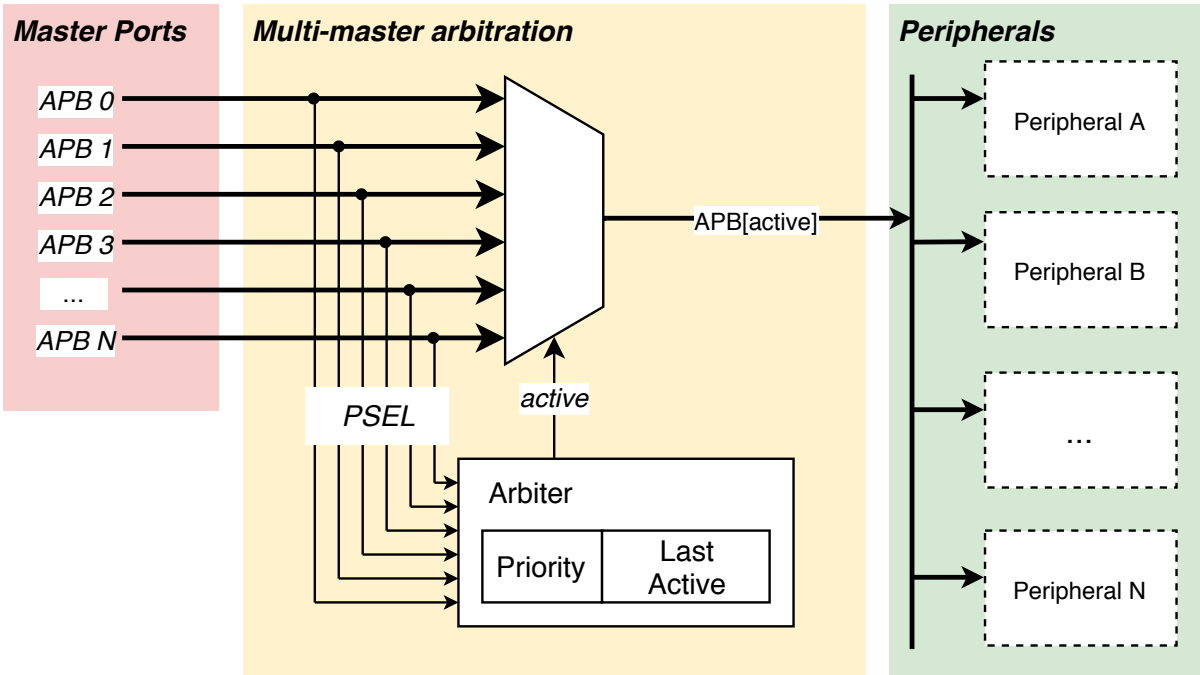 Master Ports
Multi-master arbitration
Peripherals
APB 0
APB 1
APB 2
APB 3
...
APB N
PSEL
active
APB[active]
Arbiter
Priority
Last
Active
Peripheral A
Peripheral B
...
Peripheral N